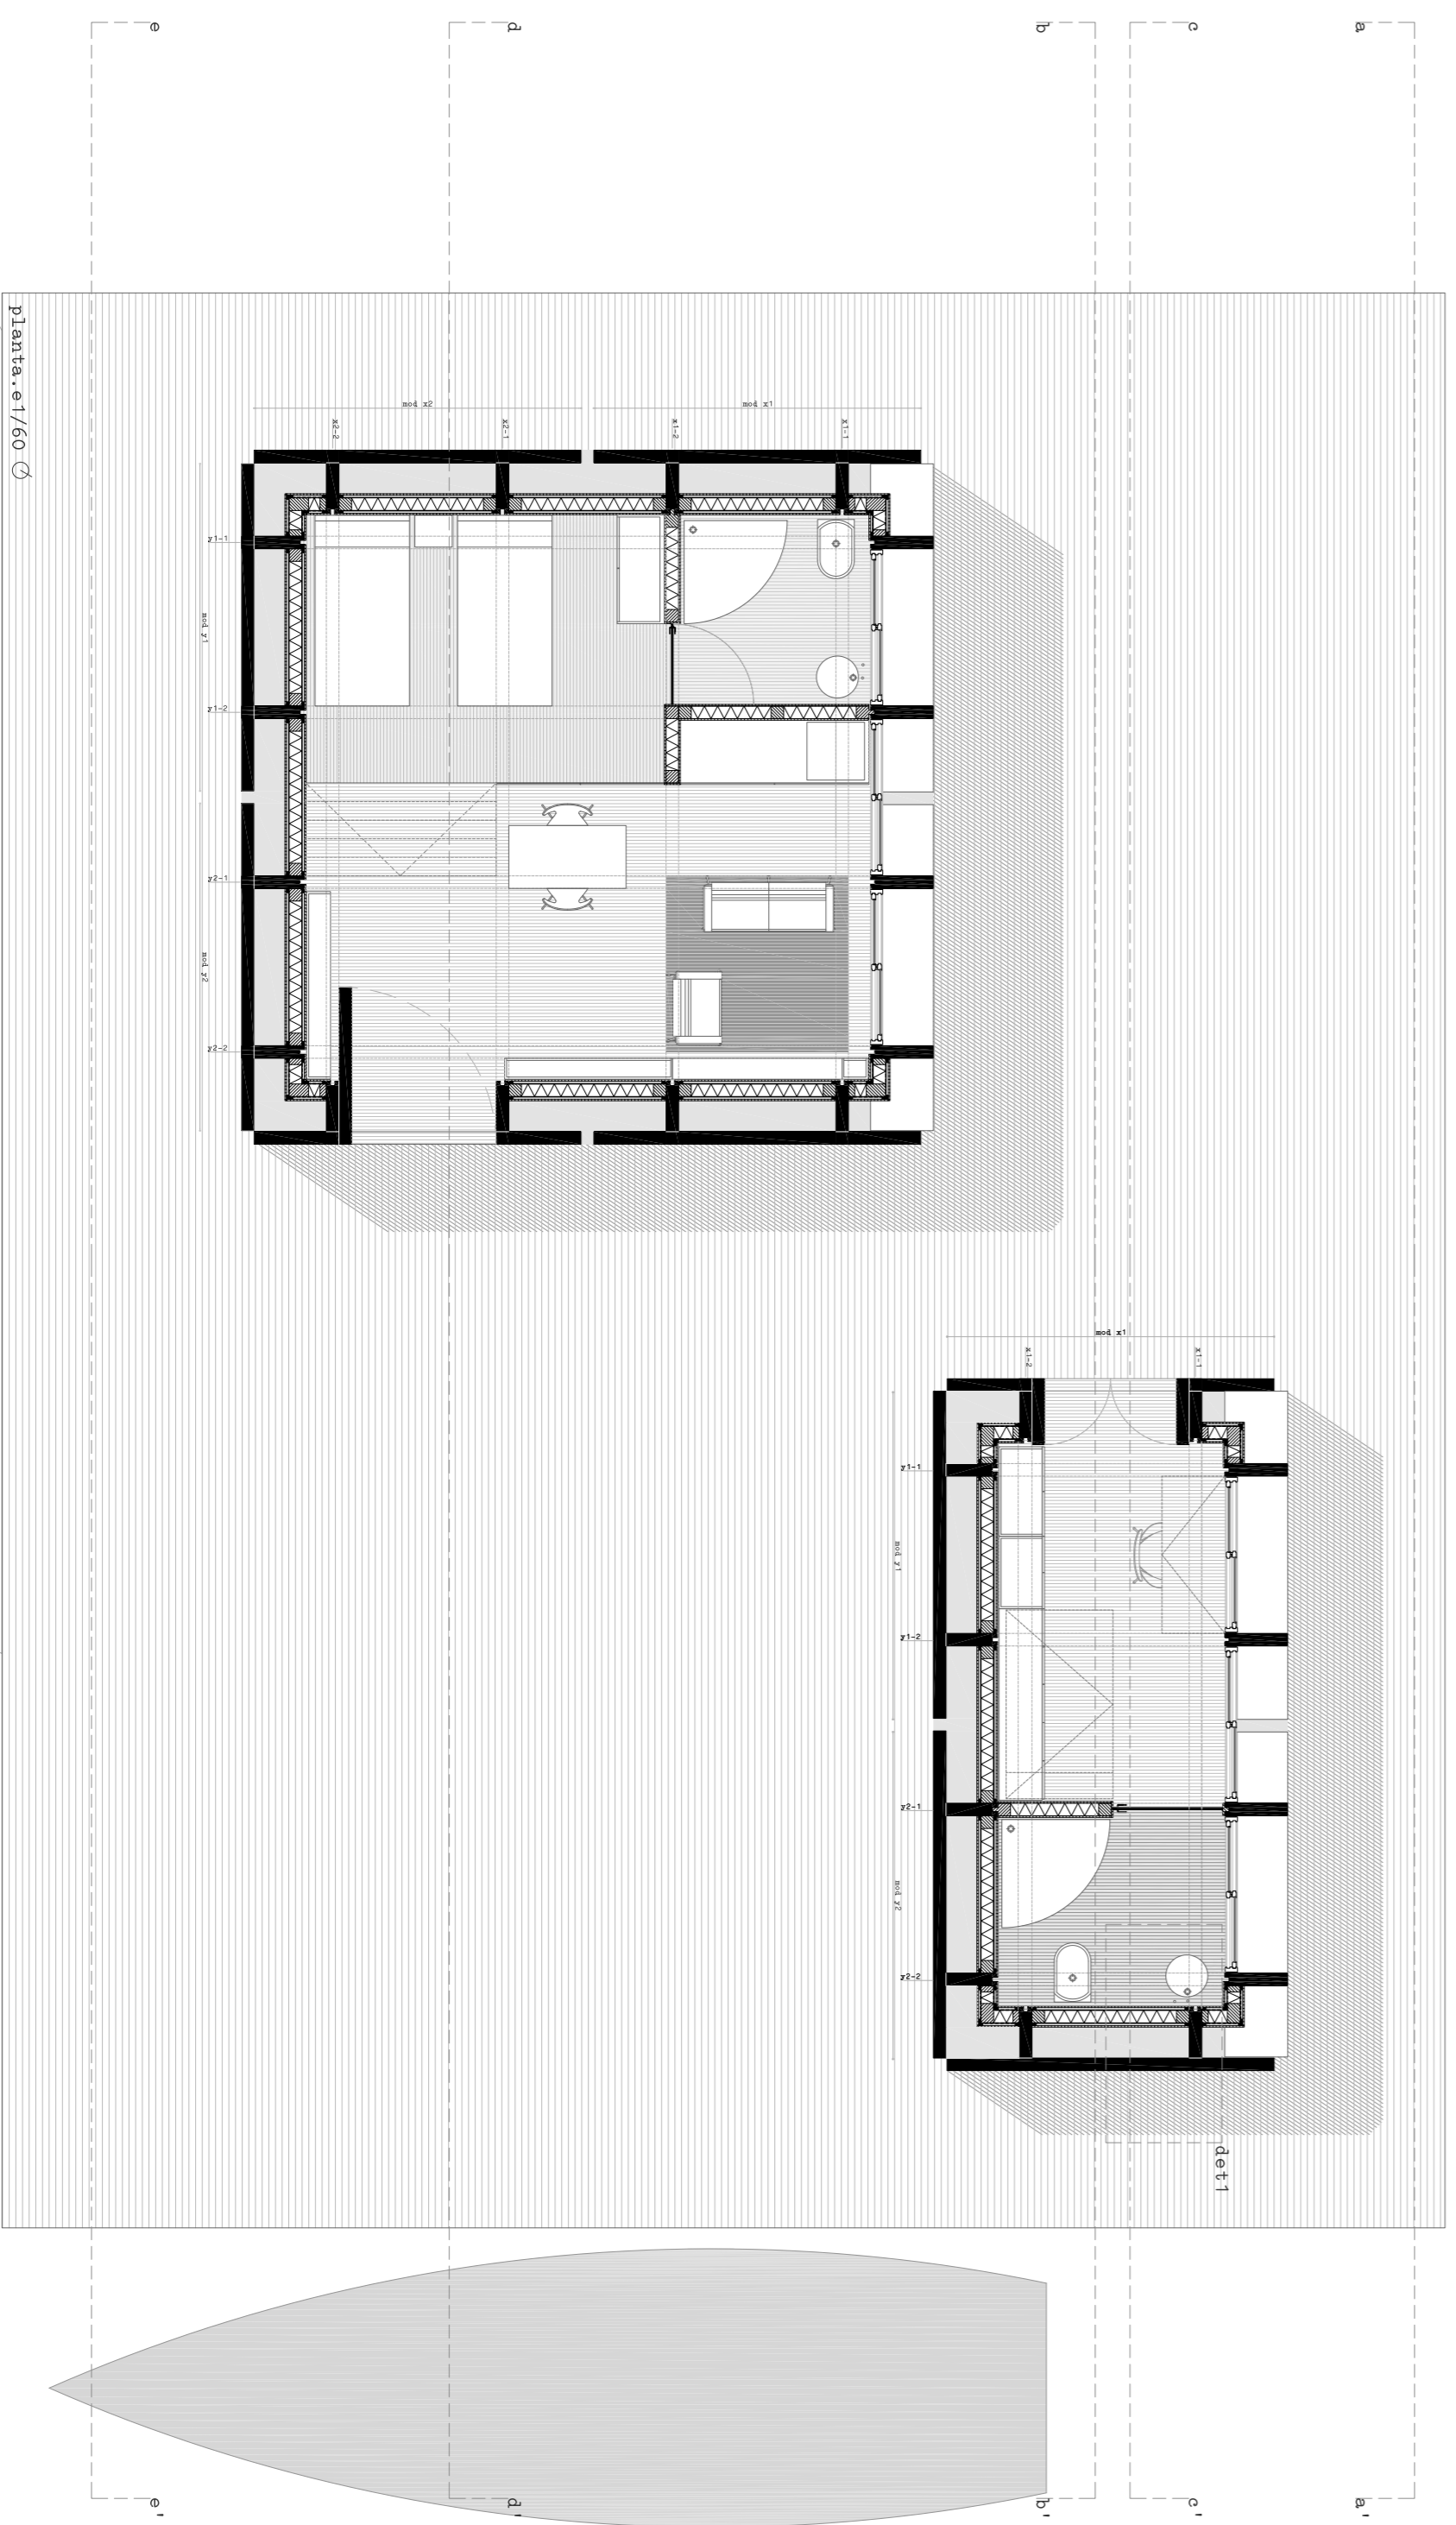 e
d
b
c
a
planta.e1/60
mod x2
mod x1
x2-2
x2-1
x1-2
x1-1
y1-1
mod y1
y1-2
y2-1
mod y2
y2-2
mod x1
x1-2
x1-1
y1-1
mod y1
y1-2
y2-1
mod y2
y2-2
det1
e'
d'
b'
c'
a'